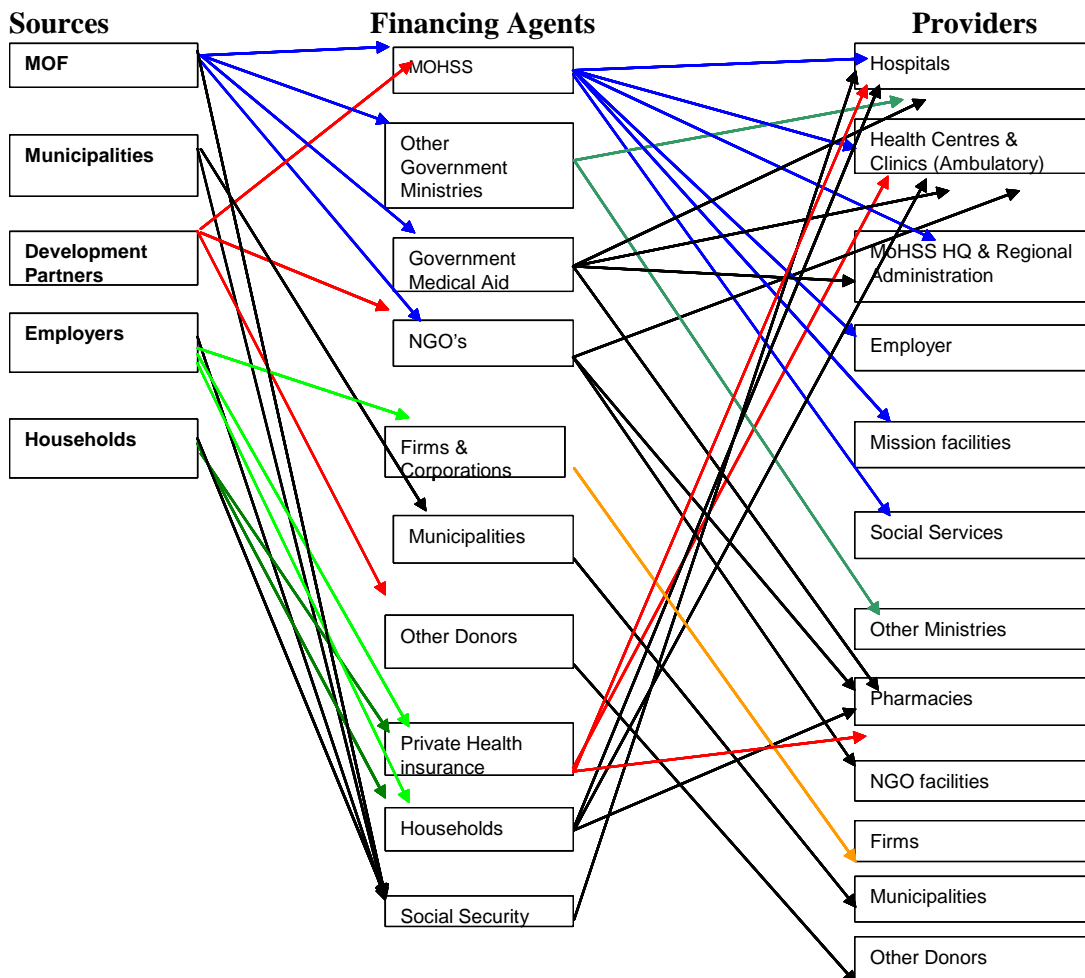 Sources
Financing Agents
Providers
MOF
Municipalities
Development
Partners
Employers
Households
MOHSS
Other
Government
Ministries
Government
Medical Aid
NGO's
Firms &
Corporations
Municipalities
Other Donors
Private Health
insurance
Households
Social Security
Hospitals
Health Centres &
Clinics (Ambulatory)
MoHSS HQ & Regional
Administration
Employer
Mission facilities
Social Services
Other Ministries
Pharmacies
NGO facilities
Firms
Municipalities
Other Donors